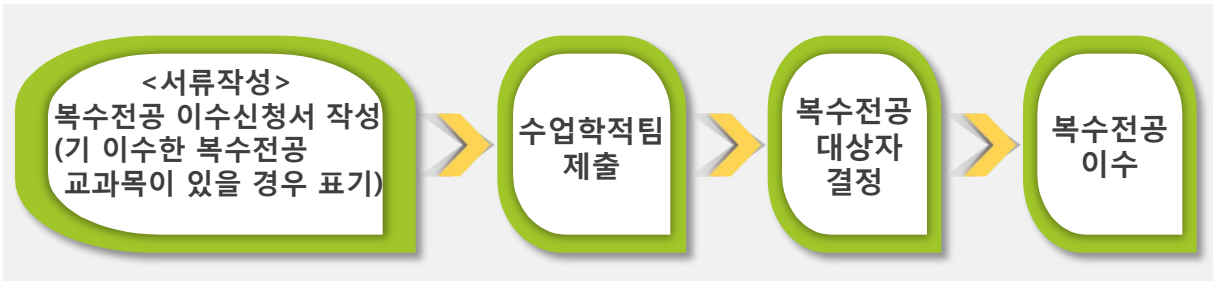 <서류작성>
복수전공 이수신청서 작성
(기 이수한 복수전공
교과목이 있을 경우 표기)
수업학적팀
제출
복수전공
대상자
결정
복수전공
이수